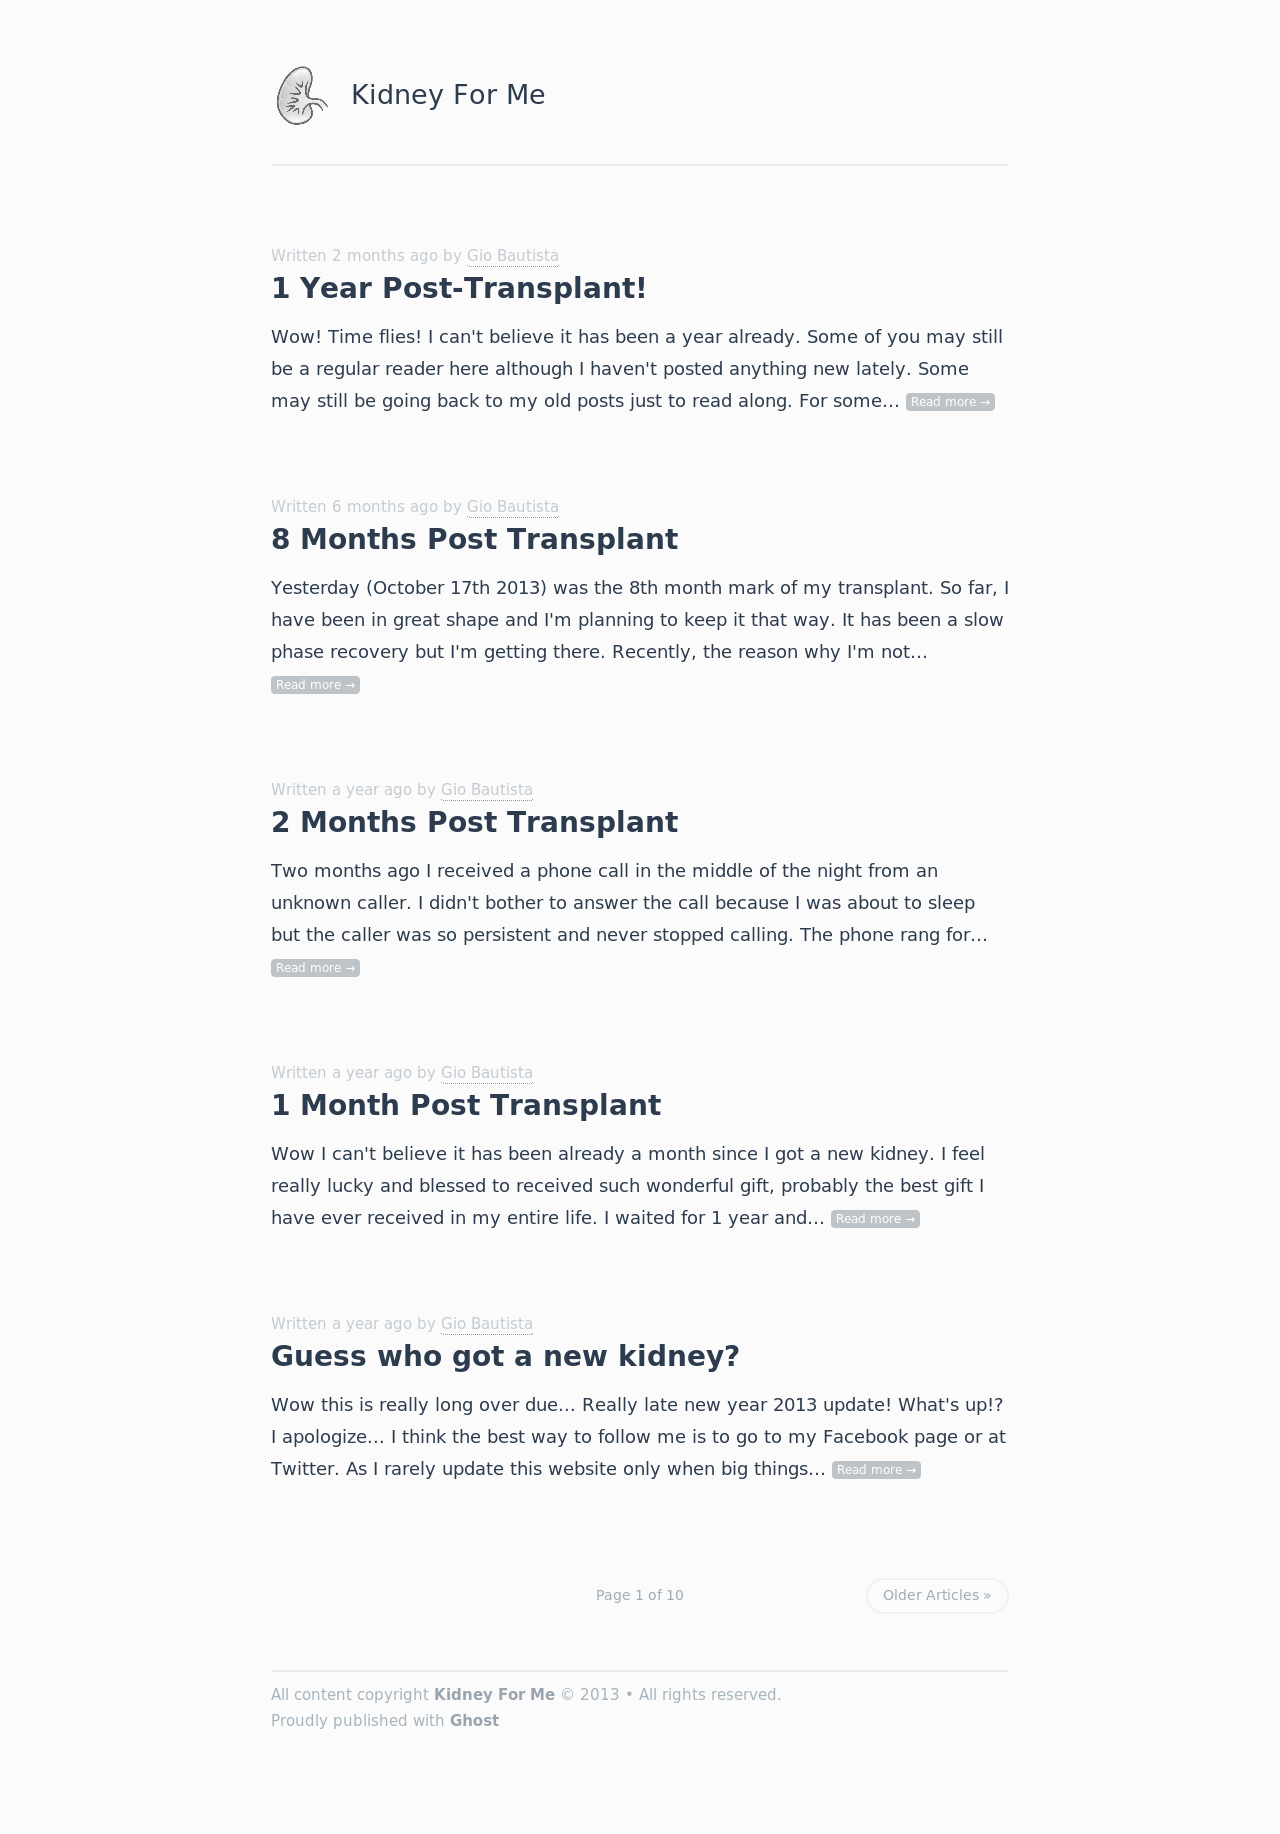 Kidney For Me
Written 2 months ago by Gio Bautista
1 Year Post-Transplant!
Wow! Time flies! I can't believe it has been a year already. Some of you may still
be a regular reader here although I haven't posted anything new lately. Some
may still be going back to my old posts just to read along. For some… Read more →
Written 6 months ago by Gio Bautista
8 Months Post Transplant
Yesterday (October 17th 2013) was the 8th month mark of my transplant. So far, I
have been in great shape and I'm planning to keep it that way. It has been a slow
phase recovery but I'm getting there. Recently, the reason why I'm not…
Read more →
Written a year ago by Gio Bautista
2 Months Post Transplant
Two months ago I received a phone call in the middle of the night from an
unknown caller. I didn't bother to answer the call because I was about to sleep
but the caller was so persistent and never stopped calling. The phone rang for…
Read more →
Written a year ago by Gio Bautista
1 Month Post Transplant
Wow I can't believe it has been already a month since I got a new kidney. I feel
really lucky and blessed to received such wonderful gift, probably the best gift I
have ever received in my entire life. I waited for 1 year and… Read more →
Written a year ago by Gio Bautista
Guess who got a new kidney?
Wow this is really long over due… Really late new year 2013 update! What's up!?
I apologize… I think the best way to follow me is to go to my Facebook page or at
Twitter. As I rarely update this website only when big things… Read more →
Page 1 of 10
Older Articles »
All content copyright Kidney For Me © 2013 • All rights reserved.
Proudly published with Ghost